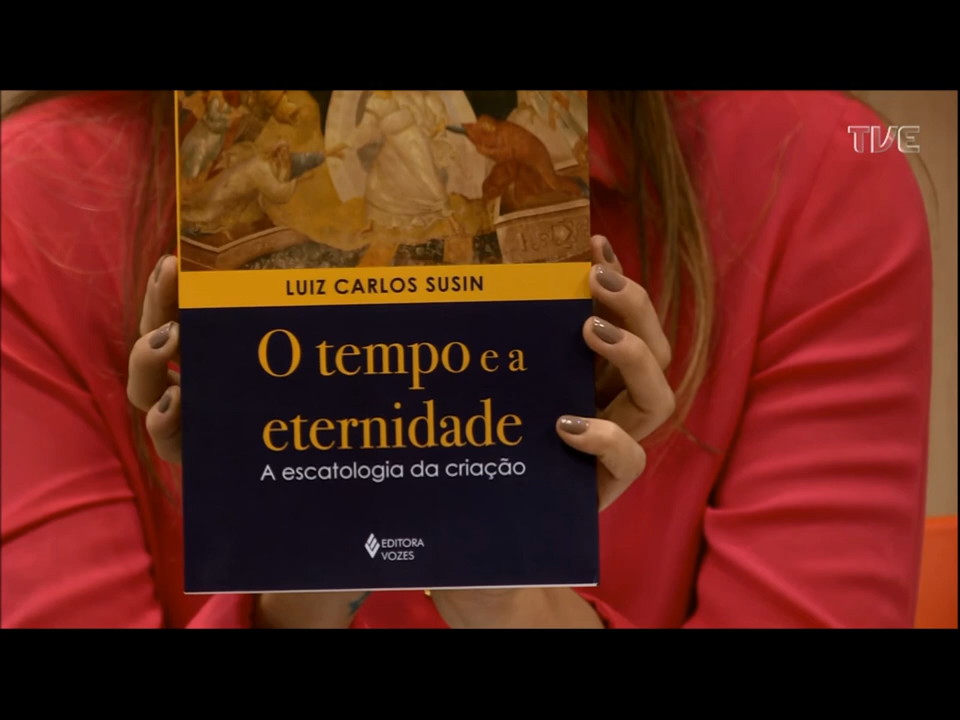 TVE
LUIZ CARLOS SUSIN
O tempo e a
eternidade
A escatologia da criação
EDITORA
VOZES